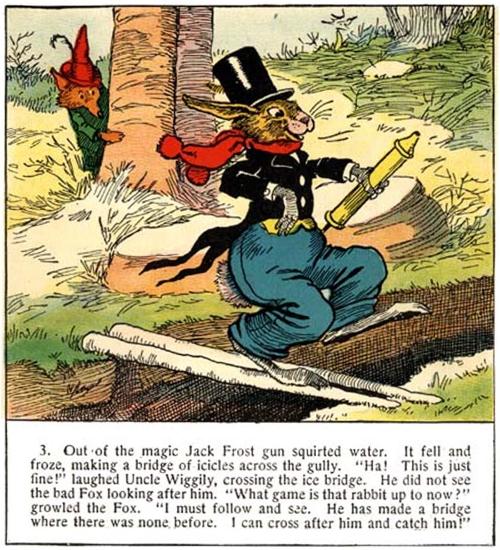 3. Out of the magic Jack Frost gun squirted water. It fell and
froze, making a bridge of icicles across the gully. "Ha! This is just
fine!" laughed Uncle Wiggily, crossing the ice bridge. He did not see
the bad Fox looking after him. "What game is that rabbit up to now?"
growled the Fox. "I must follow and see. He has made a bridge
where there was none before. I can cross after him and catch him!"